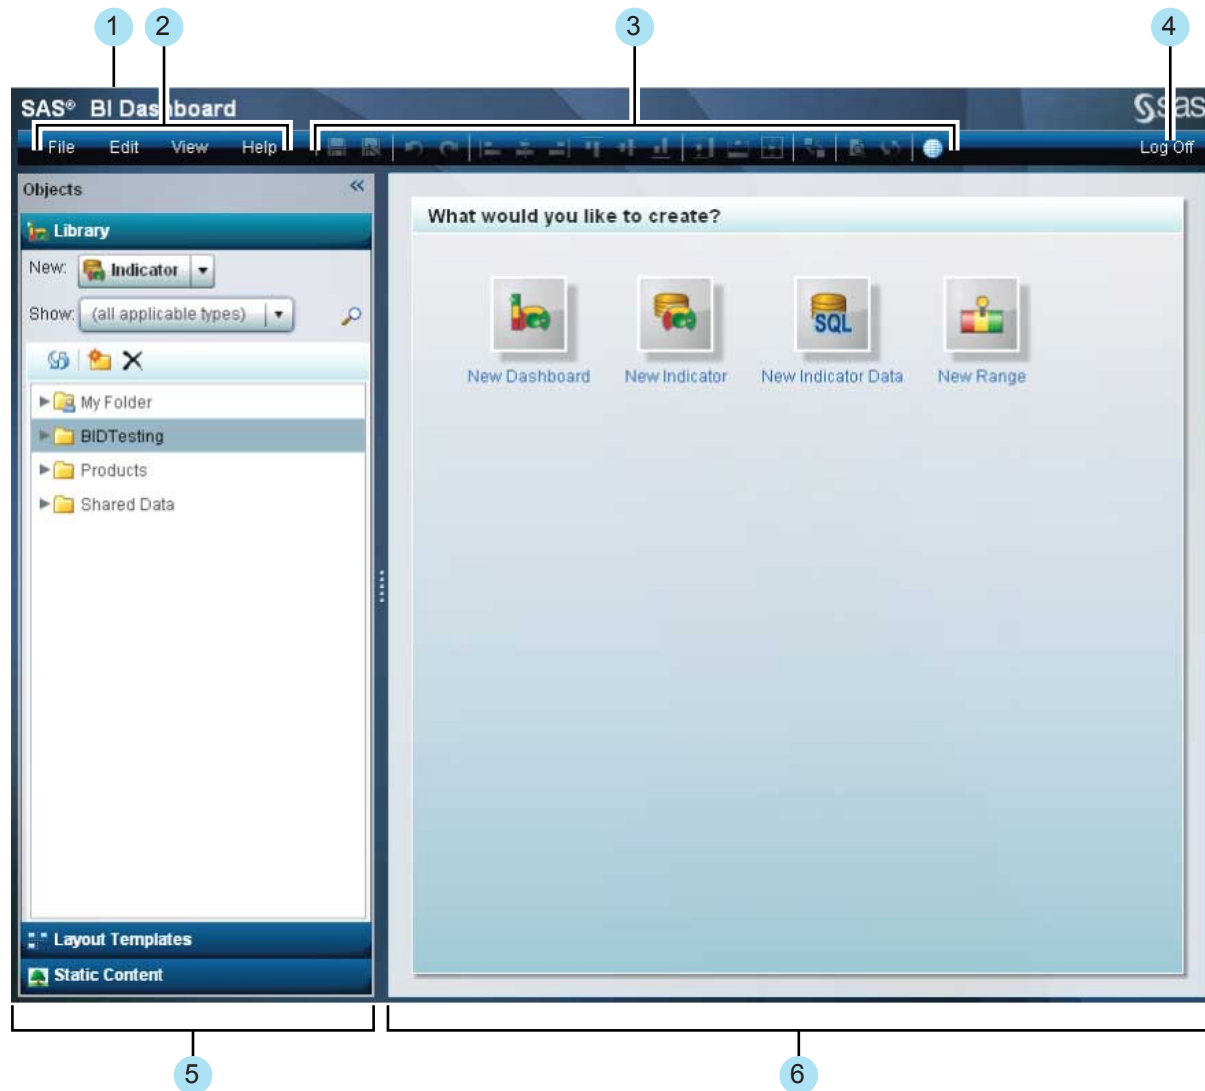 1 2 3 4
SAS® BI Dashboard
sas
File Edit View Help
Log Off
Objects
Library
New: Indicator
Show: (all applicable types)
My Folder
BIDTesting
Products
Shared Data
Layout Templates
Static Content
What would you like to create?
SQL
New Dashboard New Indicator New Indicator Data New Range
5 6